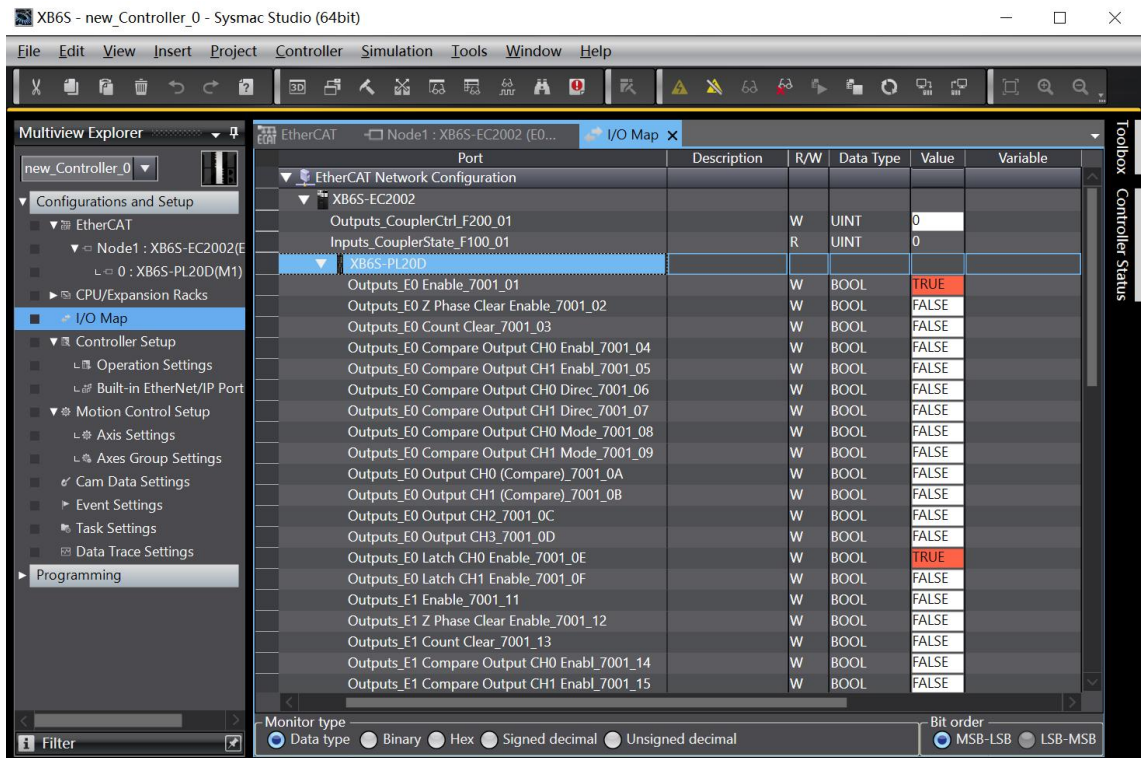 XB6S - new_Controller_0 - Sysmac Studio (64bit)
File Edit View Insert Project Controller Simulation Tools Window Help
Multiview Explorer
new_Controller_0
Configurations and Setup
EtherCAT
Node1 : XB6S-EC2002(E
0 : XB6S-PL20D(M1)
CPU/Expansion Racks
I/O Map
Controller Setup
Operation Settings
Built-in EtherNet/IP Port
Motion Control Setup
Axis Settings
Axes Group Settings
Cam Data Settings
Event Settings
Task Settings
Data Trace Settings
Programming
Filter
EtherCAT Node1 : XB6S-EC2002 (E0... I/O Map
Port Description R/W Data Type Value Variable
EtherCAT Network Configuration
XB6S-EC2002
Outputs_CouplerCtrl_F200_01 W UINT 0
Inputs_CouplerState_F100_01 R UINT 0
XB6S-PL20D
Outputs_E0 Enable_7001_01 W BOOL TRUE
Outputs_E0 Z Phase Clear Enable_7001_02 W BOOL FALSE
Outputs_E0 Count Clear_7001_03 W BOOL FALSE
Outputs_E0 Compare Output CH0 Enabl_7001_04 W BOOL FALSE
Outputs_E0 Compare Output CH1 Enabl_7001_05 W BOOL FALSE
Outputs_E0 Compare Output CH0 Direc_7001_06 W BOOL FALSE
Outputs_E0 Compare Output CH1 Direc_7001_07 W BOOL FALSE
Outputs_E0 Compare Output CH0 Mode_7001_08 W BOOL FALSE
Outputs_E0 Compare Output CH1 Mode_7001_09 W BOOL FALSE
Outputs_E0 Output CH0 (Compare)_7001_0A W BOOL FALSE
Outputs_E0 Output CH1 (Compare)_7001_0B W BOOL FALSE
Outputs_E0 Output CH2_7001_0C W BOOL FALSE
Outputs_E0 Output CH3_7001_0D W BOOL FALSE
Outputs_E0 Latch CH0 Enable_7001_0E W BOOL TRUE
Outputs_E0 Latch CH1 Enable_7001_0F W BOOL FALSE
Outputs_E1 Enable_7001_11 W BOOL FALSE
Outputs_E1 Z Phase Clear Enable_7001_12 W BOOL FALSE
Outputs_E1 Count Clear_7001_13 W BOOL FALSE
Outputs_E1 Compare Output CH0 Enabl_7001_14 W BOOL FALSE
Outputs_E1 Compare Output CH1 Enabl_7001_15 W BOOL FALSE
Monitor type
Data type Binary Hex Signed decimal Unsigned decimal
Bit order
MSB-LSB LSB-MSB
Toolbox
Controller Status